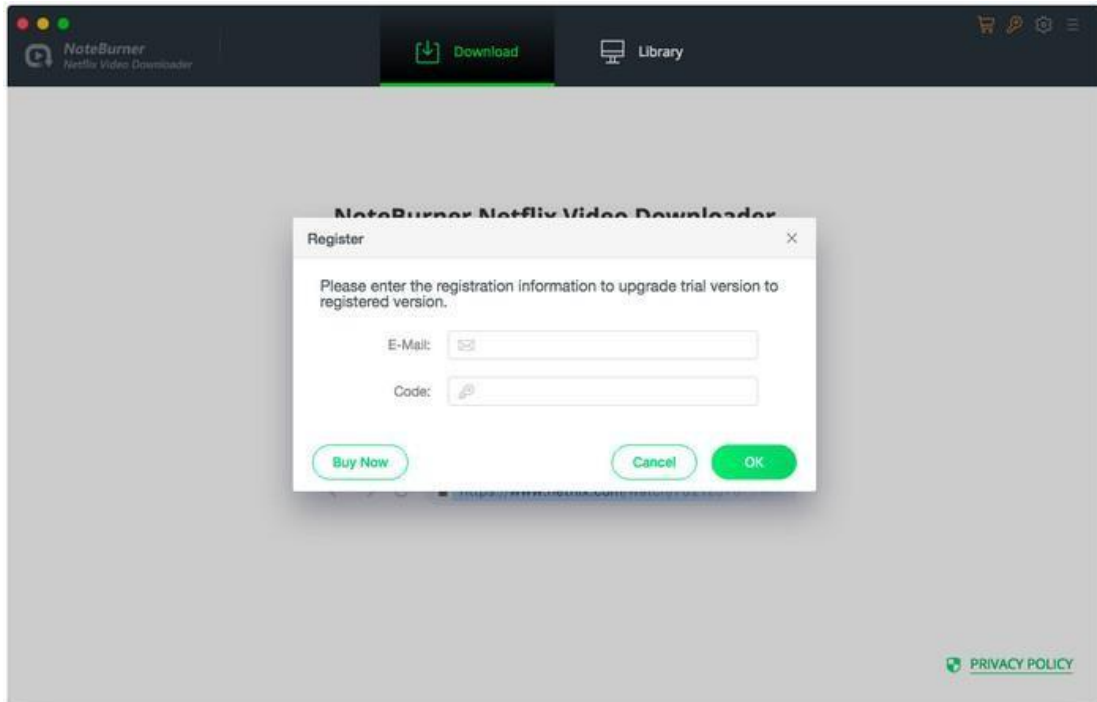 NoteBurner
Netflix Video Downloader
Download
Library
NoteBurner Netflix Video Downloader
Register
Please enter the registration information to upgrade trial version to
registered version.
E-Mail:
Code:
Buy Now
Cancel
OK
PRIVACY POLICY